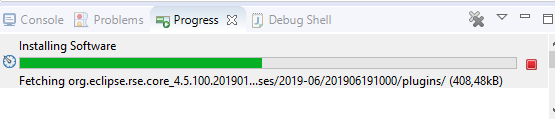 Console Problems Progress Debug Shell
Installing Software
Fetching org.eclipse.rse.core_4.5.100.201901...ses/2019-06/201906191000/plugins/ (408,48kB)